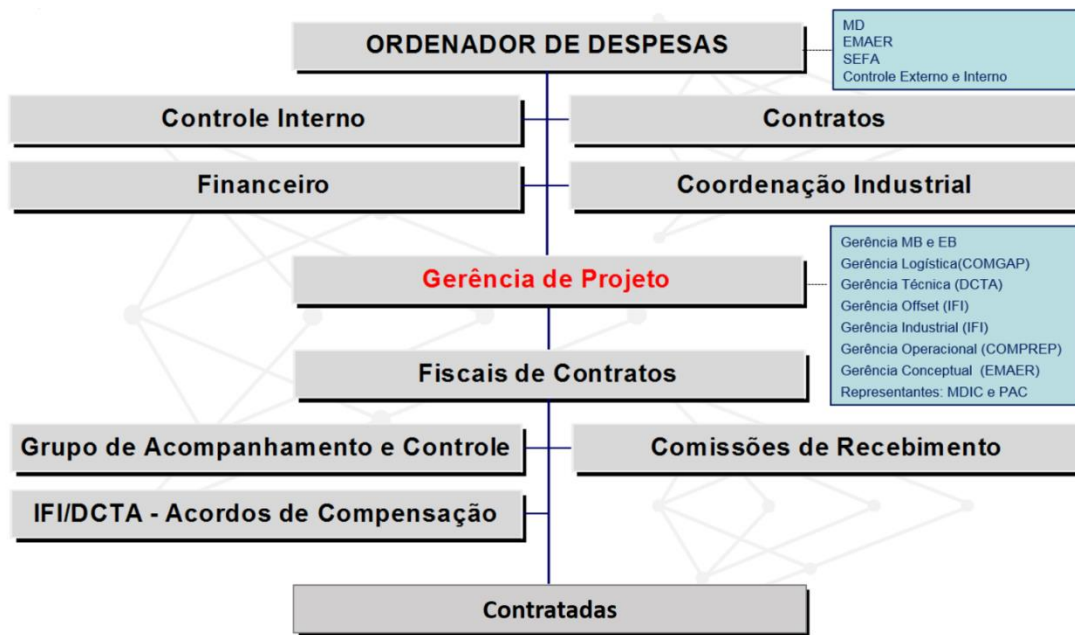 ORDENADOR DE DESPESAS
MD
EMAER
SEFA
Controle Externo e Interno
Controle Interno
Contratos
Financeiro
Coordenação Industrial
Gerência de Projeto
Gerência MB e EB
Gerência Logística(COMGAP)
Gerência Técnica (DCTA)
Gerência Offset (IFI)
Gerência Industrial (IFI)
Gerência Operacional (COMPREP)
Gerência Conceptual (EMAER)
Representantes: MDIC e PAC
Fiscais de Contratos
Grupo de Acompanhamento e Controle
Comissões de Recebimento
IFI/DCTA - Acordos de Compensação
Contratadas